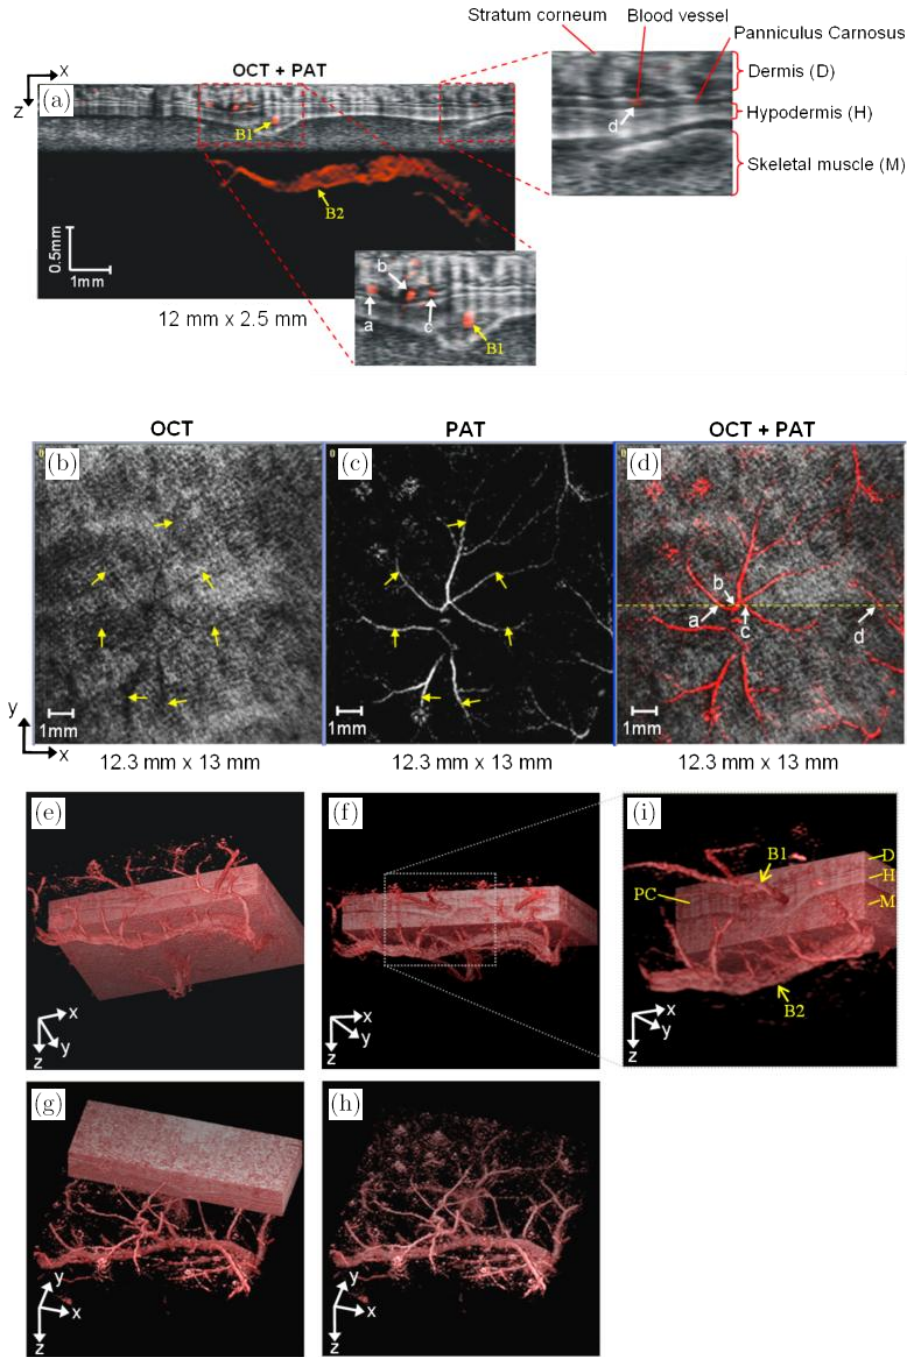 Stratum corneum
Blood vessel
Panniculus Carnosus
OCT + PAT
x
z
(a)
B1
B2
0.5mm
1mm
12 mm x 2.5 mm
d
Dermis (D)
Hypodermis (H)
Skeletal muscle (M)
b
a
c
B1
OCT
PAT
OCT + PAT
0
(b)
(c)
(d)
b
a
c
d
y
x
1mm
1mm
1mm
12.3 mm x 13 mm
12.3 mm x 13 mm
12.3 mm x 13 mm
(e)
x
y
z
(f)
x
y
z
(i)
B1
D
H
M
PC
B2
(g)
y
x
z
(h)
y
x
z